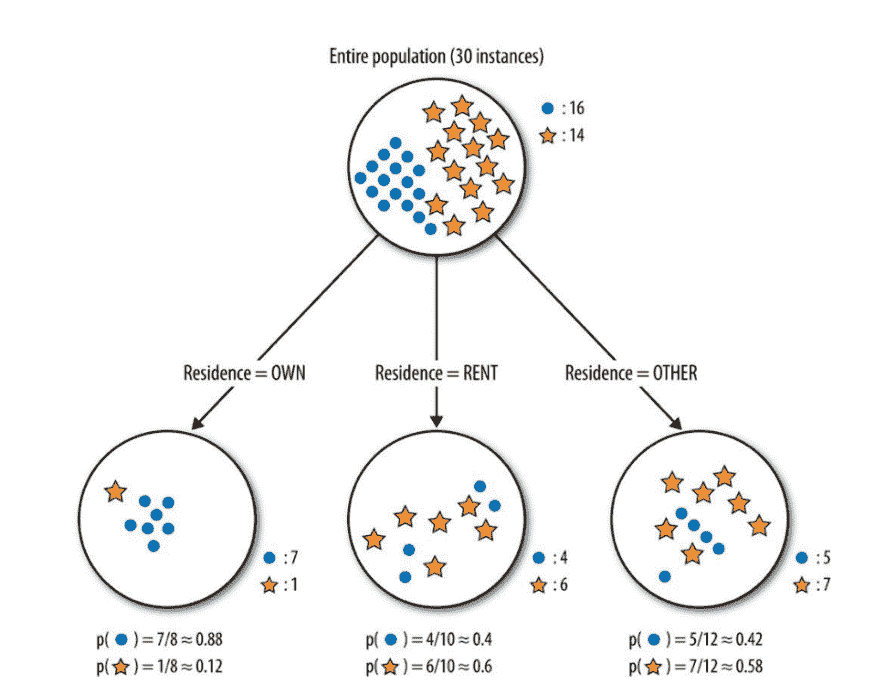 Entire population (30 instances)
: 16
: 14
Residence = OWN
Residence = RENT
Residence = OTHER
: 7
: 1
: 4
: 6
: 5
: 7
p( ) = 7/8 ≈ 0.88
p( ) = 1/8 ≈ 0.12
p( ) = 4/10 ≈ 0.4
p( ) = 6/10 ≈ 0.6
p( ) = 5/12 ≈ 0.42
p( ) = 7/12 ≈ 0.58